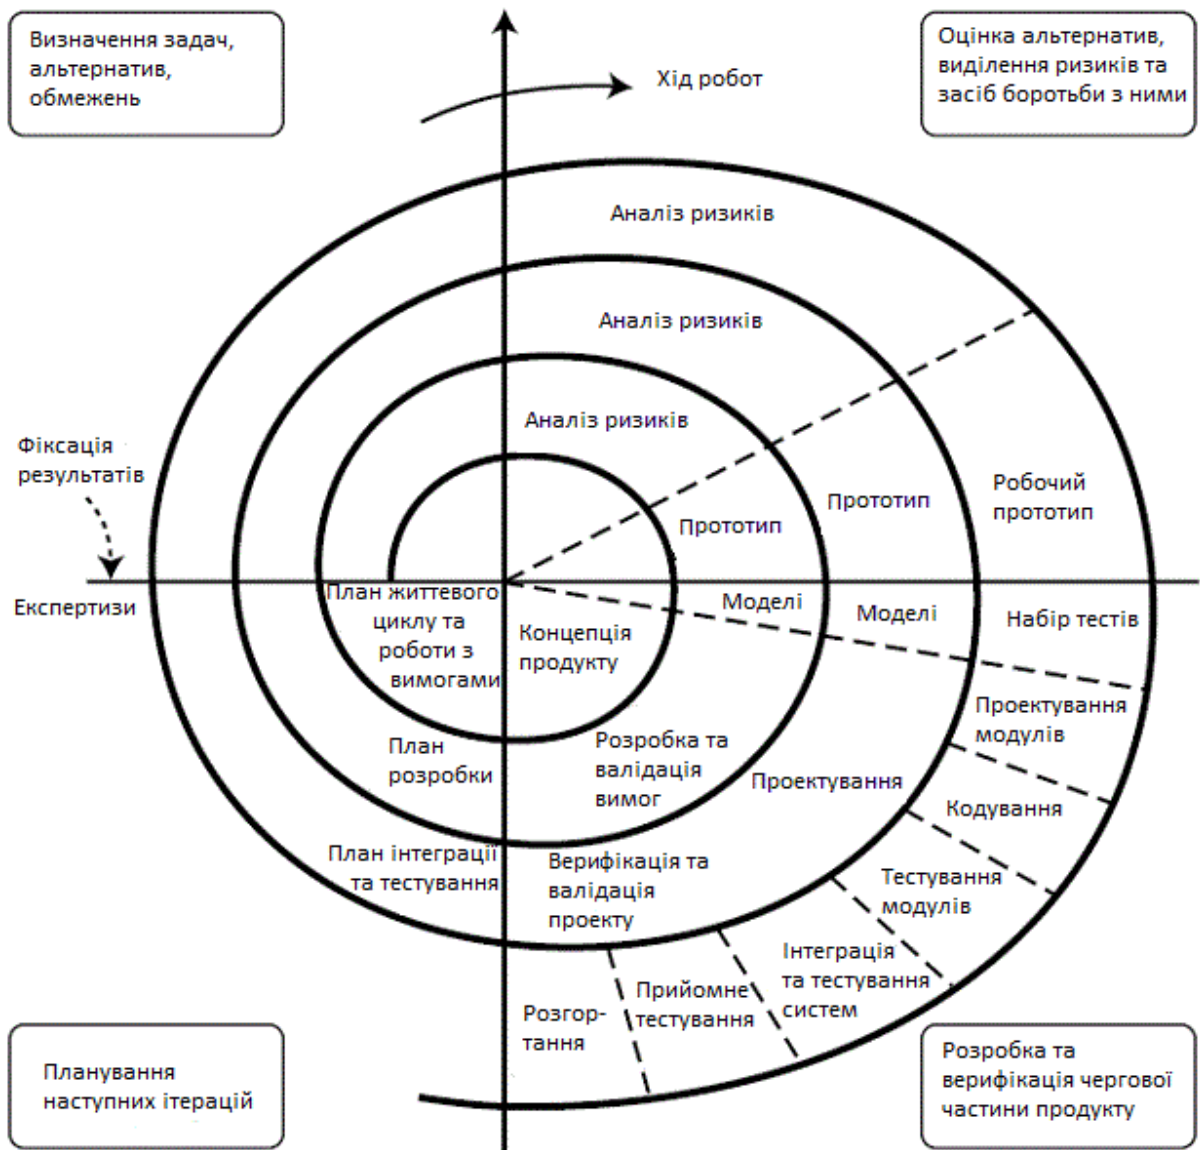 Визначення задач,
альтернатив,
обмежень
Хід робот
Оцінка альтернатив,
виділення ризиків та
засіб боротьби з ними
Аналіз ризиків
Аналіз ризиків
Аналіз ризиків
Фіксація
результатів
Експертизи
Прототип
Прототип
Робочий
прототип
План життевого
циклу та
роботи з
вимогами
Концепція
продукту
Моделі
Моделі
Набір тестів
План
розробки
Розробка та
валідація
вимог
Проектування
Проектування
модулів
Кодування
Тестування
модулів
План інтеграції
та тестування
Верифікація та
валідація
проекту
Інтеграція
та тестування
систем
Прийомне
тестування
Розгор-
тання
Планування
наступних ітерацій
Розробка та
верифікація чергової
частини продукту